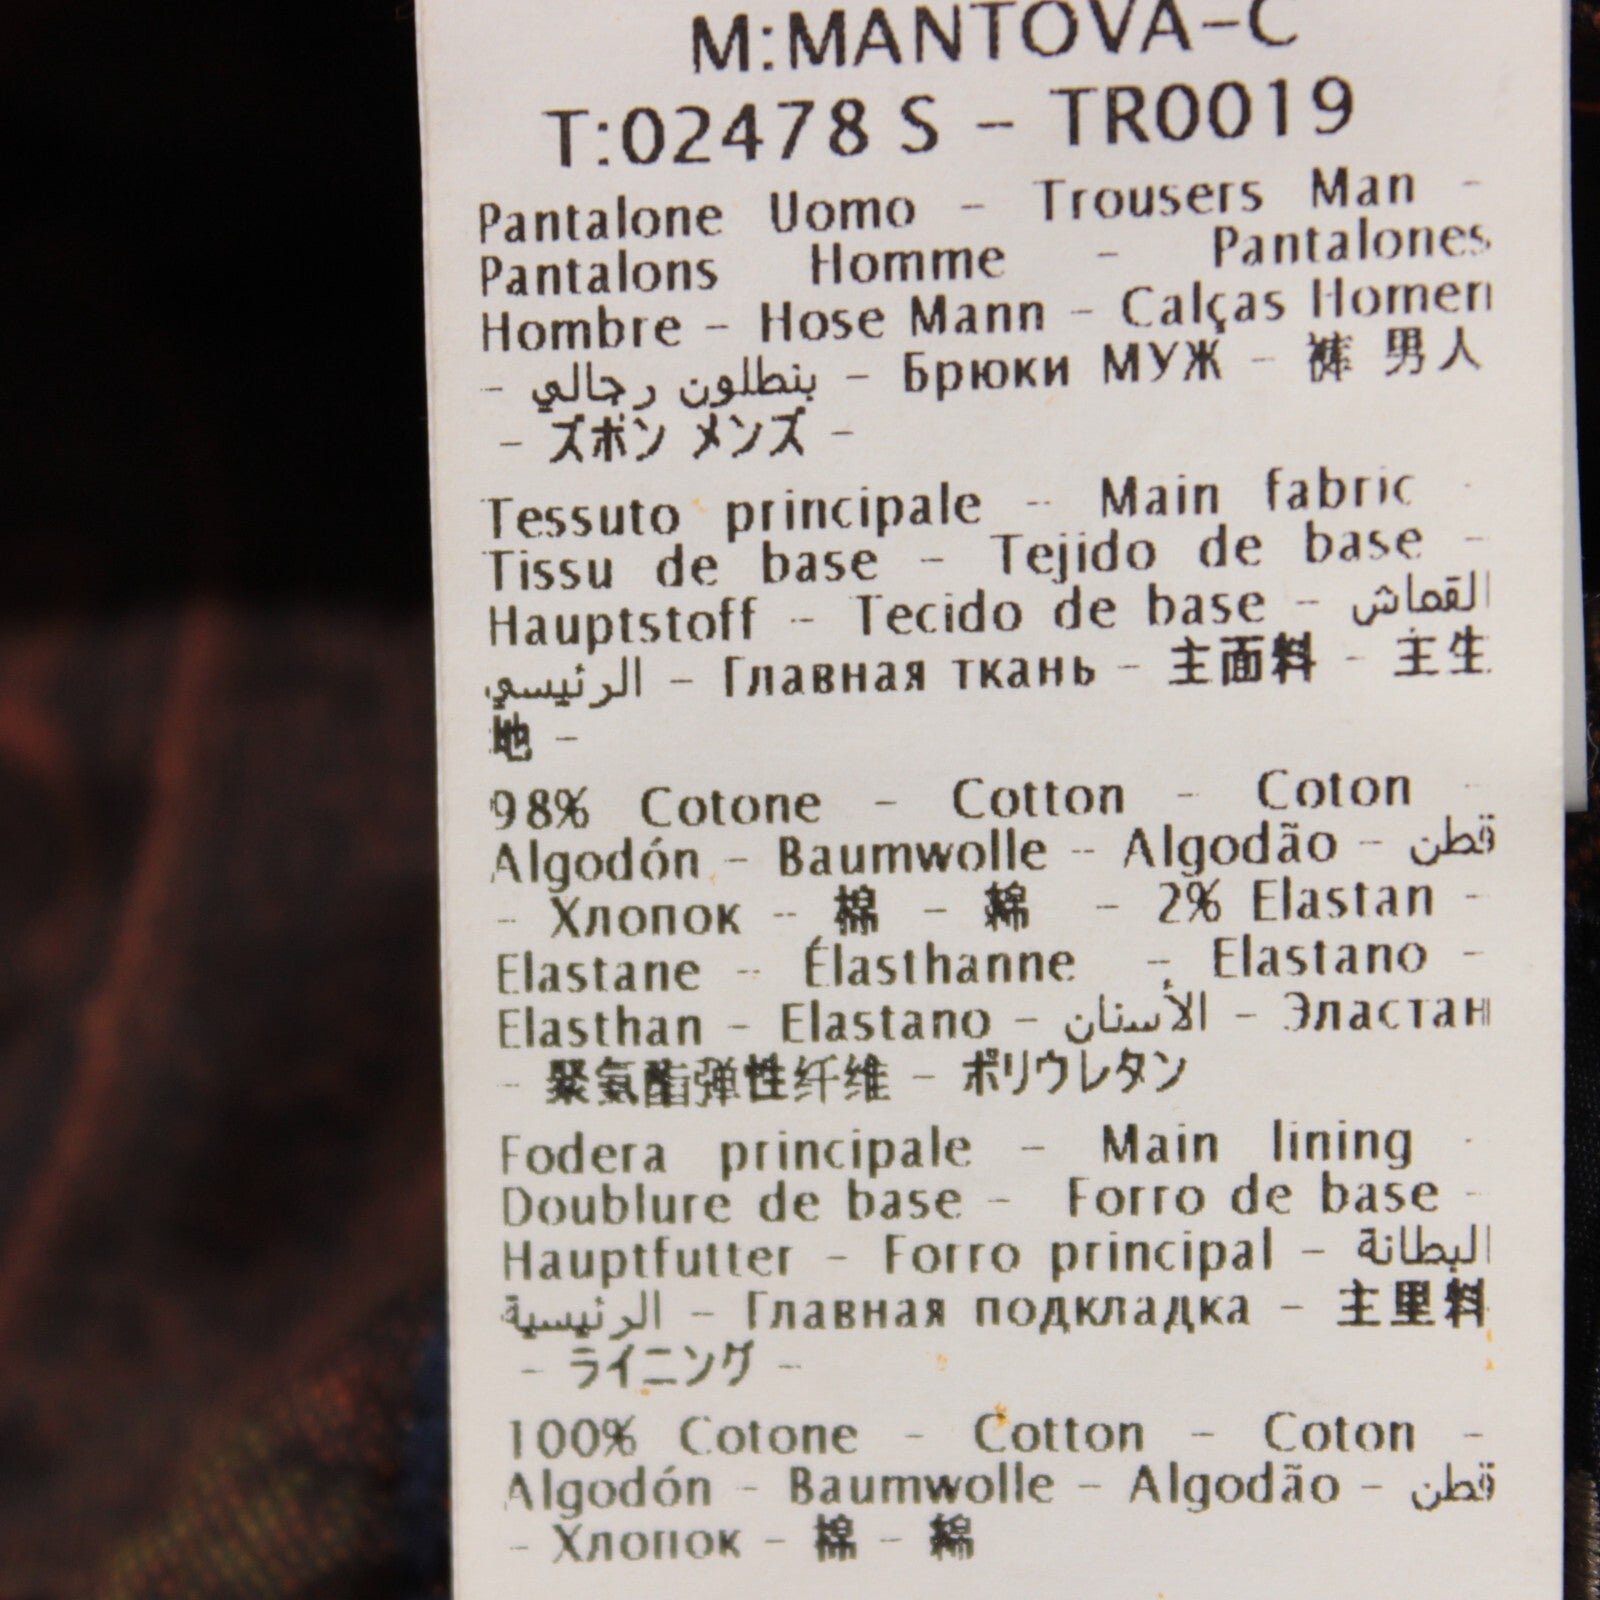 M:MANTOVA-C
T:02478 S - TR0019
Pantalone Uomo - Trousers Man -
Pantalons Homme - Pantalones
Hombre - Hose Mann - Calças Homem
- بنطلون رجالي - Брюки МУЖ - 裤 男人
- ズボン メンズ -
Tessuto principale - Main fabric -
Tissu de base - Tejido de base -
Hauptstoff - Tecido de base - القماش
الرئيسي - Главная ткань - 主面料 - 主生
地 -
98% Cotone - Cotton - Coton -
Algodón - Baumwolle - Algodão - قطن
- Хлопок - 棉 - 綿 - 2% Elastan -
Elastane - Élasthanne - Elastano -
Elasthan - Elastano - الأسنان - Эластан
- 聚氨酯弹性纤维 - ポリウレタン
Fodera principale - Main lining -
Doublure de base - Forro de base -
Hauptfutter - Forro principal - البطانة
الرئيسية - Главная подкладка - 主里料
- ライニング -
100% Cotone - Cotton - Coton -
Algodón - Baumwolle - Algodão - قطن
- Хлопок - 棉 - 綿